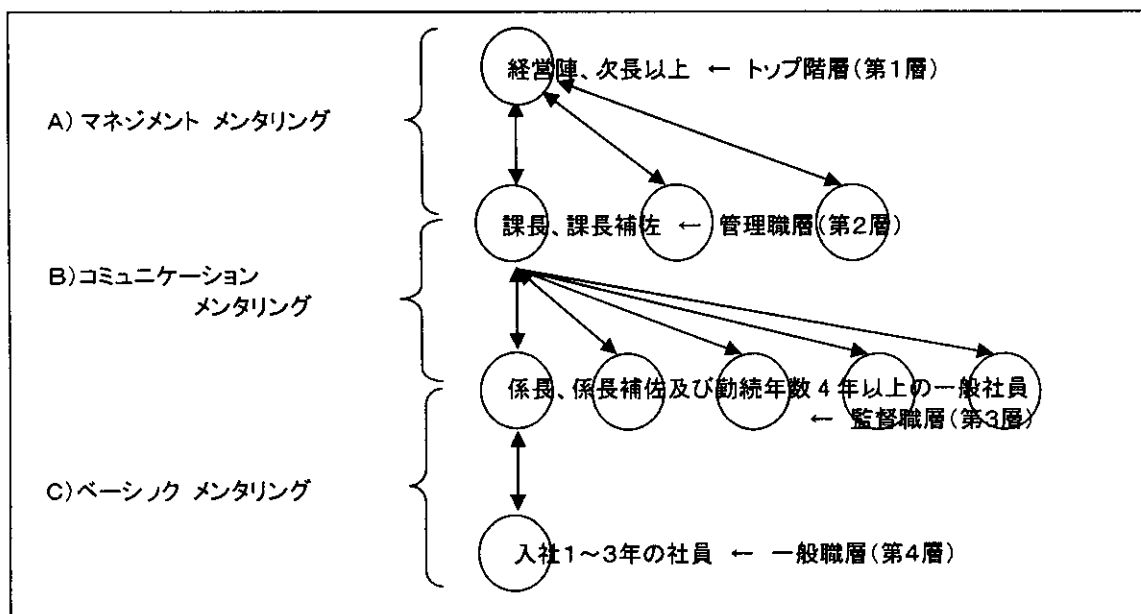 経営陣、次長以上 ← トップ階層(第1層)
A) マネジメント メンタリング
課長、課長補佐 ← 管理職層(第2層)
B)コミュニケーション
メンタリング
係長、係長補佐及び勤続年数4年以上の一般社員
← 監督職層(第3層)
C)ベーシック メンタリング
入社1~3年の社員 ← 一般職層(第4層)